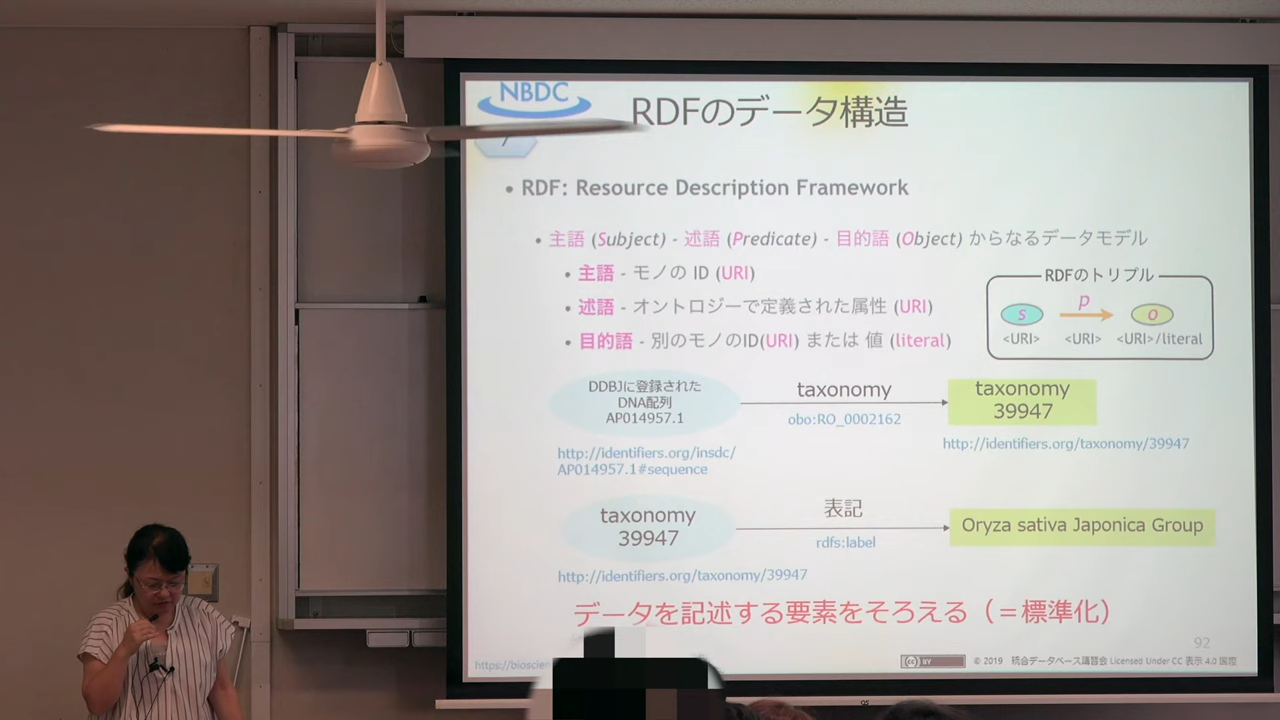 NBDC
RDFのデータ構造
7
• RDF: Resource Description Framework
• 主語 (Subject) - 述語 (Predicate) - 目的語 (Object) からなるデータモデル
• 主語 - モノの ID (URI)
• 述語 - オントロジーで定義された属性 (URI)
• 目的語 - 別のモノのID(URI) または 値 (literal)
RDFのトリプル
S
P
O
<URI>
<URI>
<URI>/literal
DDBJに登録された
DNA配列
AP014957.1
taxonomy
obo:RO_0002162
taxonomy
39947
http://identifiers.org/insdc/
AP014957.1#sequence
http://identifiers.org/taxonomy/39947
taxonomy
39947
表記
rdfs:label
Oryza sativa Japonica Group
http://identifiers.org/taxonomy/39947
データを記述する要素をそろえる（＝標準化）
92
https://bioscien
cc BY
© 2019 統合データベース講習会 Licensed Under CC 表示 4.0 国際
OS